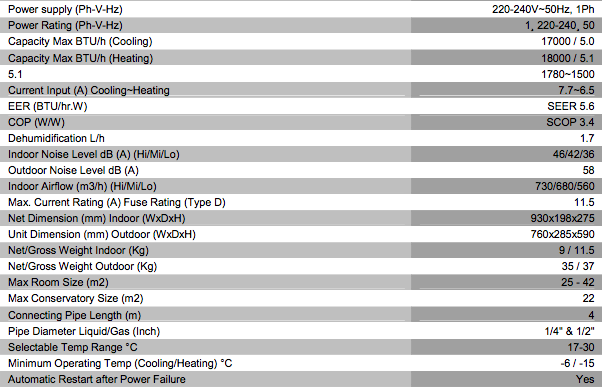 Power supply (Ph-V-Hz) 220-240V~50Hz, 1Ph
Power Rating (Ph-V-Hz) 1, 220-240, 50
Capacity Max BTU/h (Cooling) 17000 / 5.0
Capacity Max BTU/h (Heating) 18000 / 5.1
5.1 1780~1500
Current Input (A) Cooling~Heating 7.7~6.5
EER (BTU/hr.W) SEER 5.6
COP (W/W) SCOP 3.4
Dehumidification L/h 1.7
Indoor Noise Level dB (A) (Hi/Mi/Lo) 46/42/36
Outdoor Noise Level dB (A) 58
Indoor Airflow (m3/h) (Hi/Mi/Lo) 730/680/560
Max. Current Rating (A) Fuse Rating (Type D) 11.5
Net Dimension (mm) Indoor (WxDxH) 930x198x275
Unit Dimension (mm) Outdoor (WxDxH) 760x285x590
Net/Gross Weight Indoor (Kg) 9 / 11.5
Net/Gross Weight Outdoor (Kg) 35 / 37
Max Room Size (m2) 25 - 42
Max Conservatory Size (m2) 22
Connecting Pipe Length (m) 4
Pipe Diameter Liquid/Gas (Inch) 1/4" & 1/2"
Selectable Temp Range °C 17-30
Minimum Operating Temp (Cooling/Heating) °C -6 / -15
Automatic Restart after Power Failure Yes